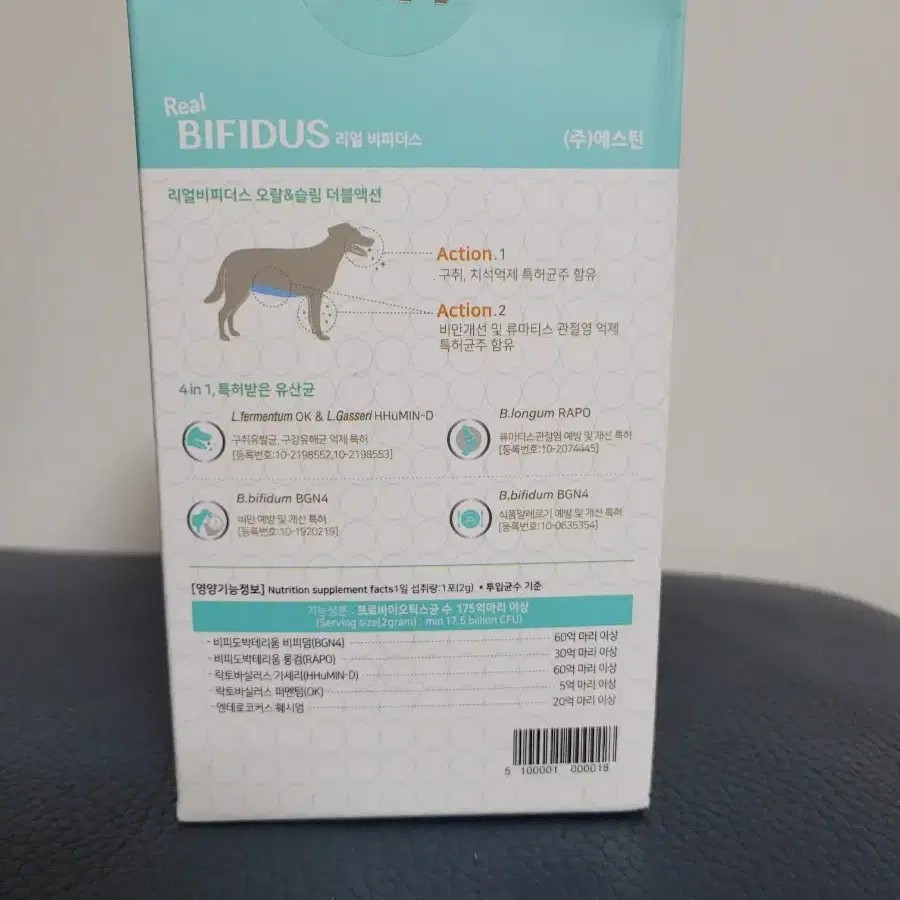 Real
BIFIDUS 리얼 비피더스
(주)에스틴
리얼비피더스 오랄&슬림 더블액션
Action.1
구취, 치석억제 특허균주 함유
Action.2
비만개선 및 류마티스 관절염 억제
특허균주 함유
4 in 1, 특허받은 유산균
L.fermentum OK & L.Gasseri HHuMIN-D
구취유발균, 구강유해균 억제 특허
[등록번호:10-2198552,10-2198553]
B.longum RAPO
류마티스관절염 예방 및 개선 특허
[등록번호:10-2074445]
B.bifidum BGN4
비만 예방 및 개선 특허
[등록번호:10-1920219]
B.bifidum BGN4
식품알레르기 예방 및 개선 특허
[등록번호:10-0635354]
[영양기능정보] Nutrition supplement facts1일 섭취량:1포(2g) • 투입균수 기준
기능성분 : 프로바이오틱스균 수 175억마리 이상
(Serving size(2gram) : min 17.5 billion CFU)
- 비피도박테리움 비피덤(BGN4) 60억 마리 이상
- 비피도박테리움 롱검(RAPO) 30억 마리 이상
- 락토바실러스 가세리(HHuMIN-D) 60억 마리 이상
- 락토바실러스 퍼멘텀(OK) 5억 마리 이상
- 엔테로코커스 훼시엄 20억 마리 이상
5 100001 000018